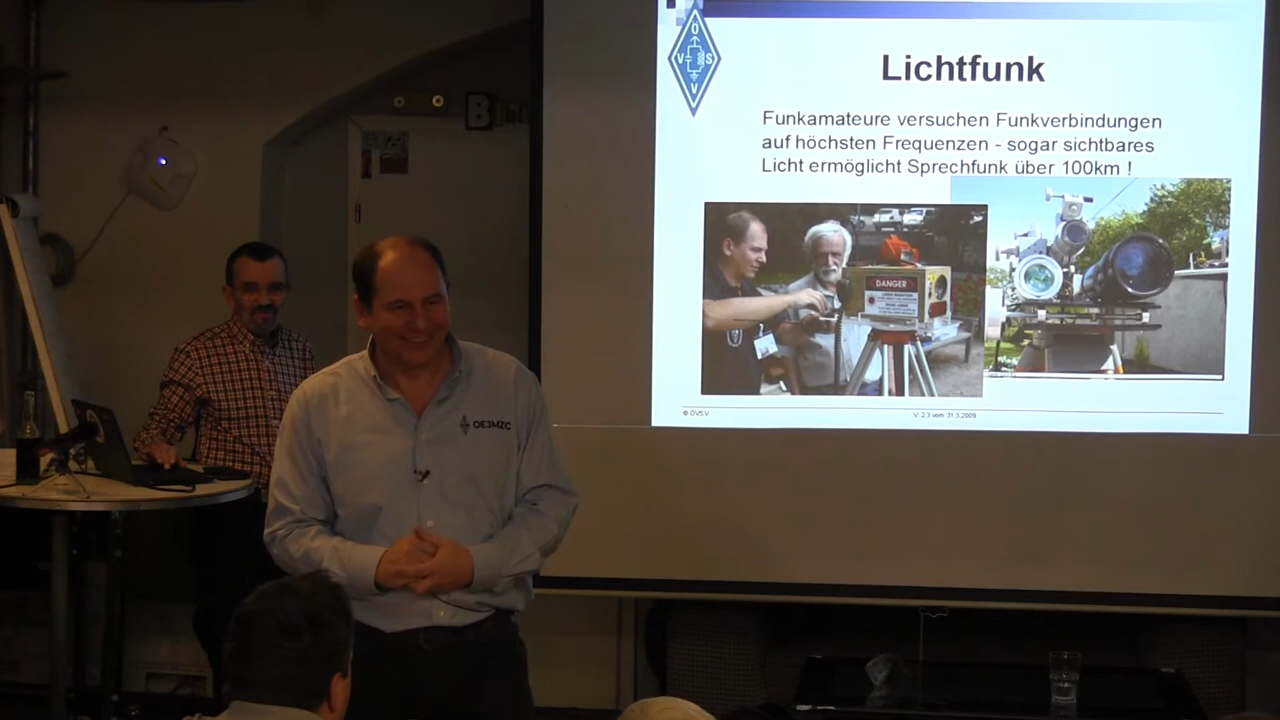 Ö
V S
V
Lichtfunk
Funkamateure versuchen Funkverbindungen
auf höchsten Frequenzen - sogar sichtbares
Licht ermöglicht Sprechfunk über 100km !
DANGER
© ÖVSV
V. 2.3 vom 31.3.2009
OE3MZC
B